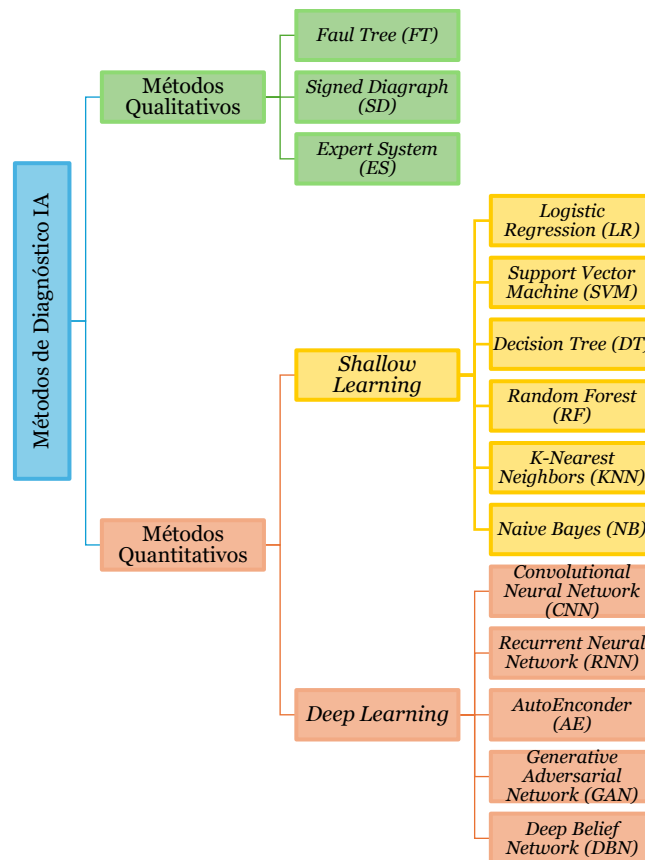 Métodos de Diagnóstico IA
Métodos
Qualitativos
Faul Tree (FT)
Signed Diagraph
(SD)
Expert System
(ES)
Métodos
Quantitativos
Shallow
Learning
Logistic
Regression (LR)
Support Vector
Machine (SVM)
Decision Tree (DT)
Random Forest
(RF)
K-Nearest
Neighbors (KNN)
Naive Bayes (NB)
Deep Learning
Convolutional
Neural Network
(CNN)
Recurrent Neural
Network (RNN)
AutoEnconder
(AE)
Generative
Adversarial
Network (GAN)
Deep Belief
Network (DBN)